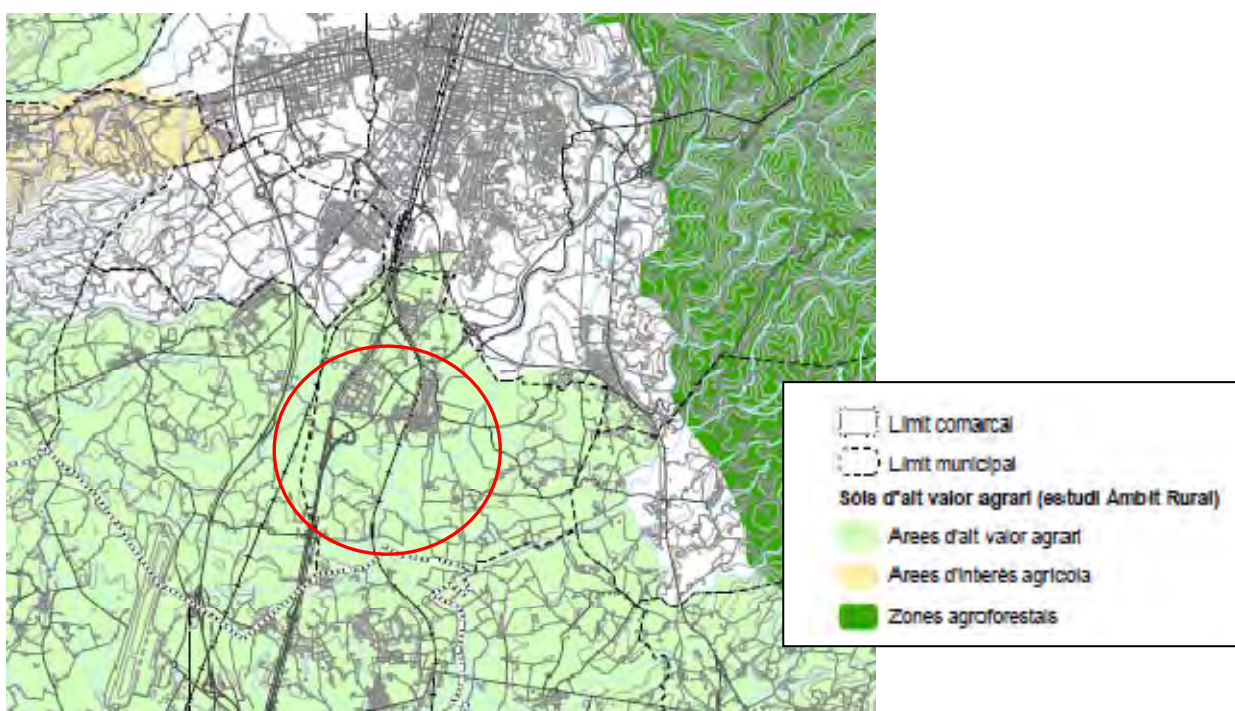 Límit comarcal
Límit municipal
Sòls d'alt valor agrari (estudi Àmbit Rural)
Àrees d'alt valor agrari
Àrees d'interès agrícola
Zones agroforestals